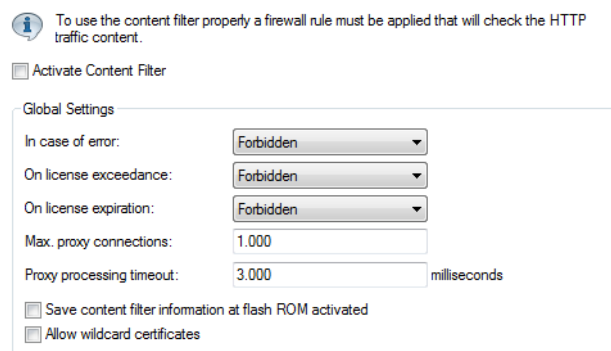 To use the content filter properly a firewall rule must be applied that will check the HTTP
traffic content.
Activate Content Filter
Global Settings
In case of error: Forbidden
On license exceedance: Forbidden
On license expiration: Forbidden
Max. proxy connections: 1.000
Proxy processing timeout: 3.000 milliseconds
Save content filter information at flash ROM activated
Allow wildcard certificates